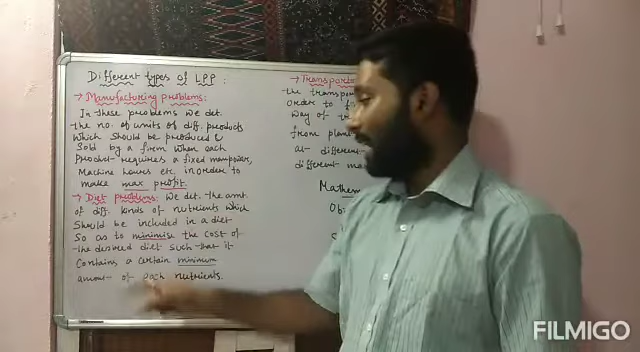 Different types of LPP :
→ Manufacturing problems :
In these problems we det.
the no. of units of diff. products
which should be produced &
sold by a firm when each
Product requires a fixed manpower,
Machine hours etc. in order to
make max profit.
→ Diet problems : We det. the amt.
of diff. kinds of nutrients which
should be included in a diet
so as to minimise the cost of
the desired diet such that it
Contains a certain minimum
amount of each nutrients.
→ Transporta
the transpor
Order to
way of
from plan
at different
different
Mathem
Ob
FILMIGO